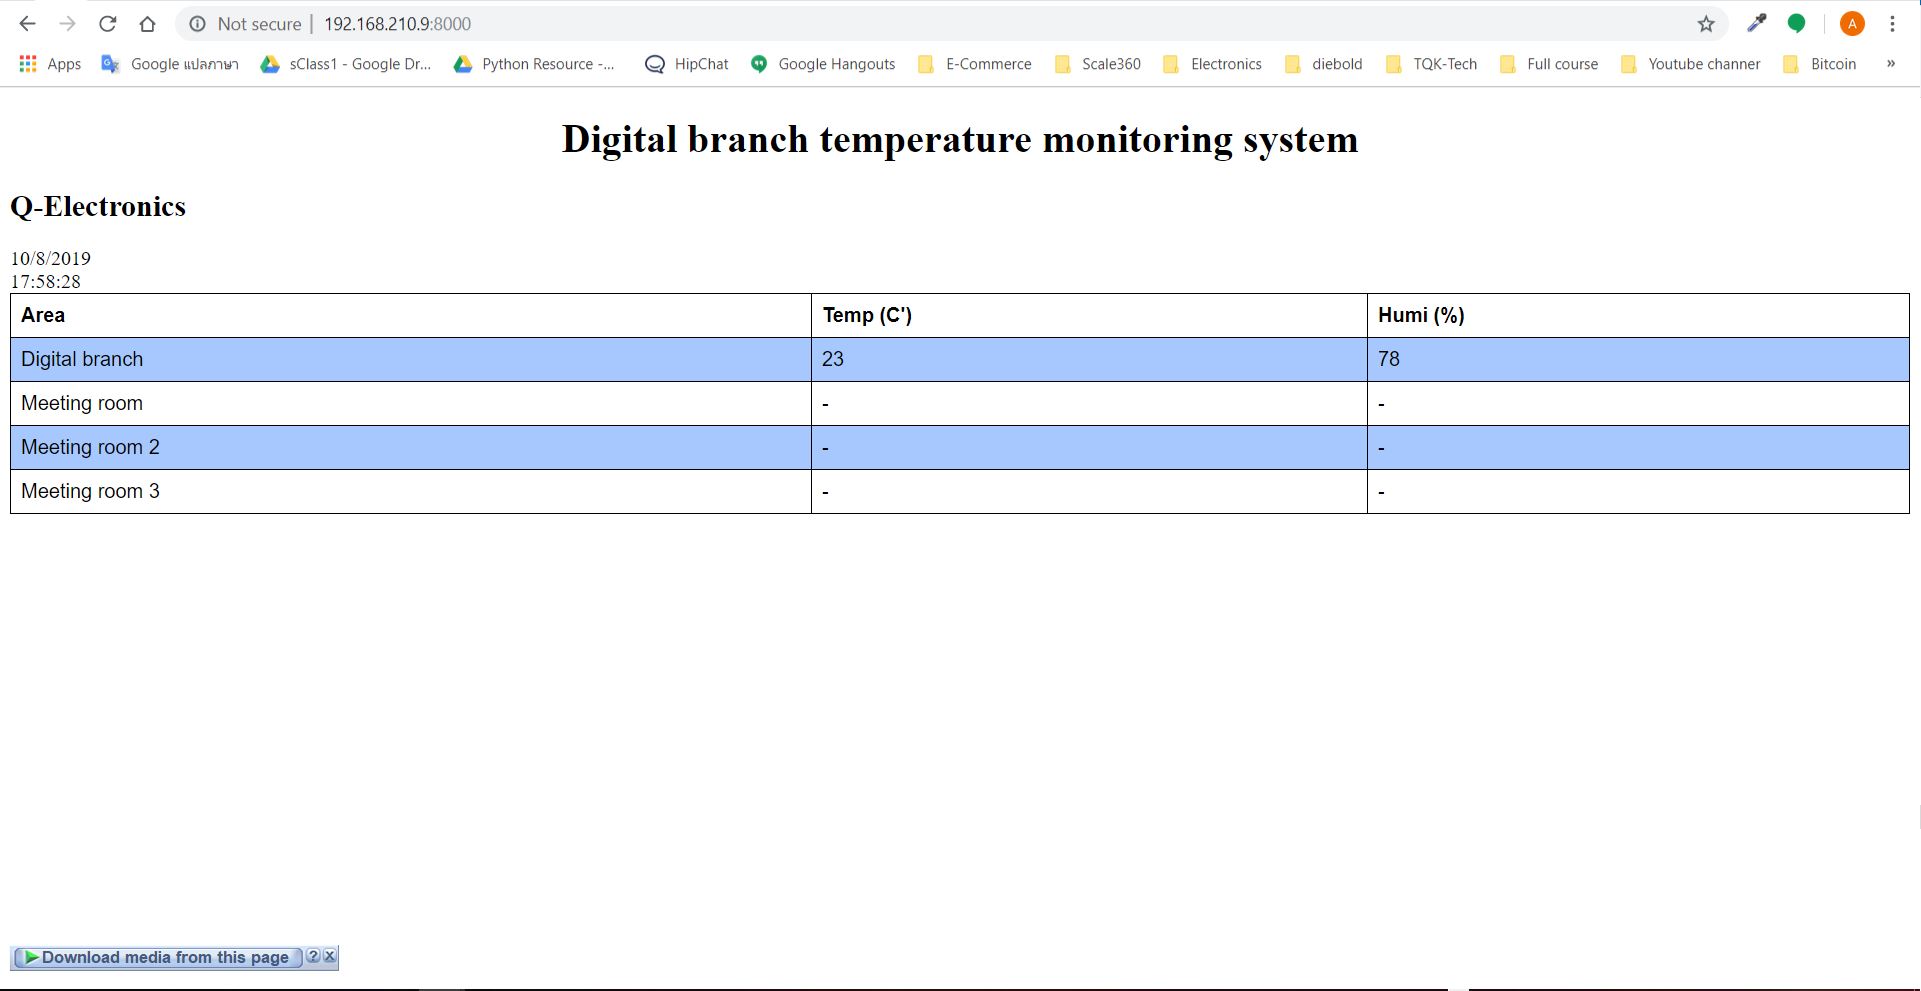 Not secure | 192.168.210.9:8000
A
Apps Google แปลภาษา sClass1 - Google Dr... Python Resource -... HipChat Google Hangouts E-Commerce Scale360 Electronics diebold TQK-Tech Full course Youtube channer Bitcoin »
Digital branch temperature monitoring system
Q-Electronics
10/8/2019
17:58:28
Area Temp (C') Humi (%)
Digital branch 23 78
Meeting room - -
Meeting room 2 - -
Meeting room 3 - -
Download media from this page ? X